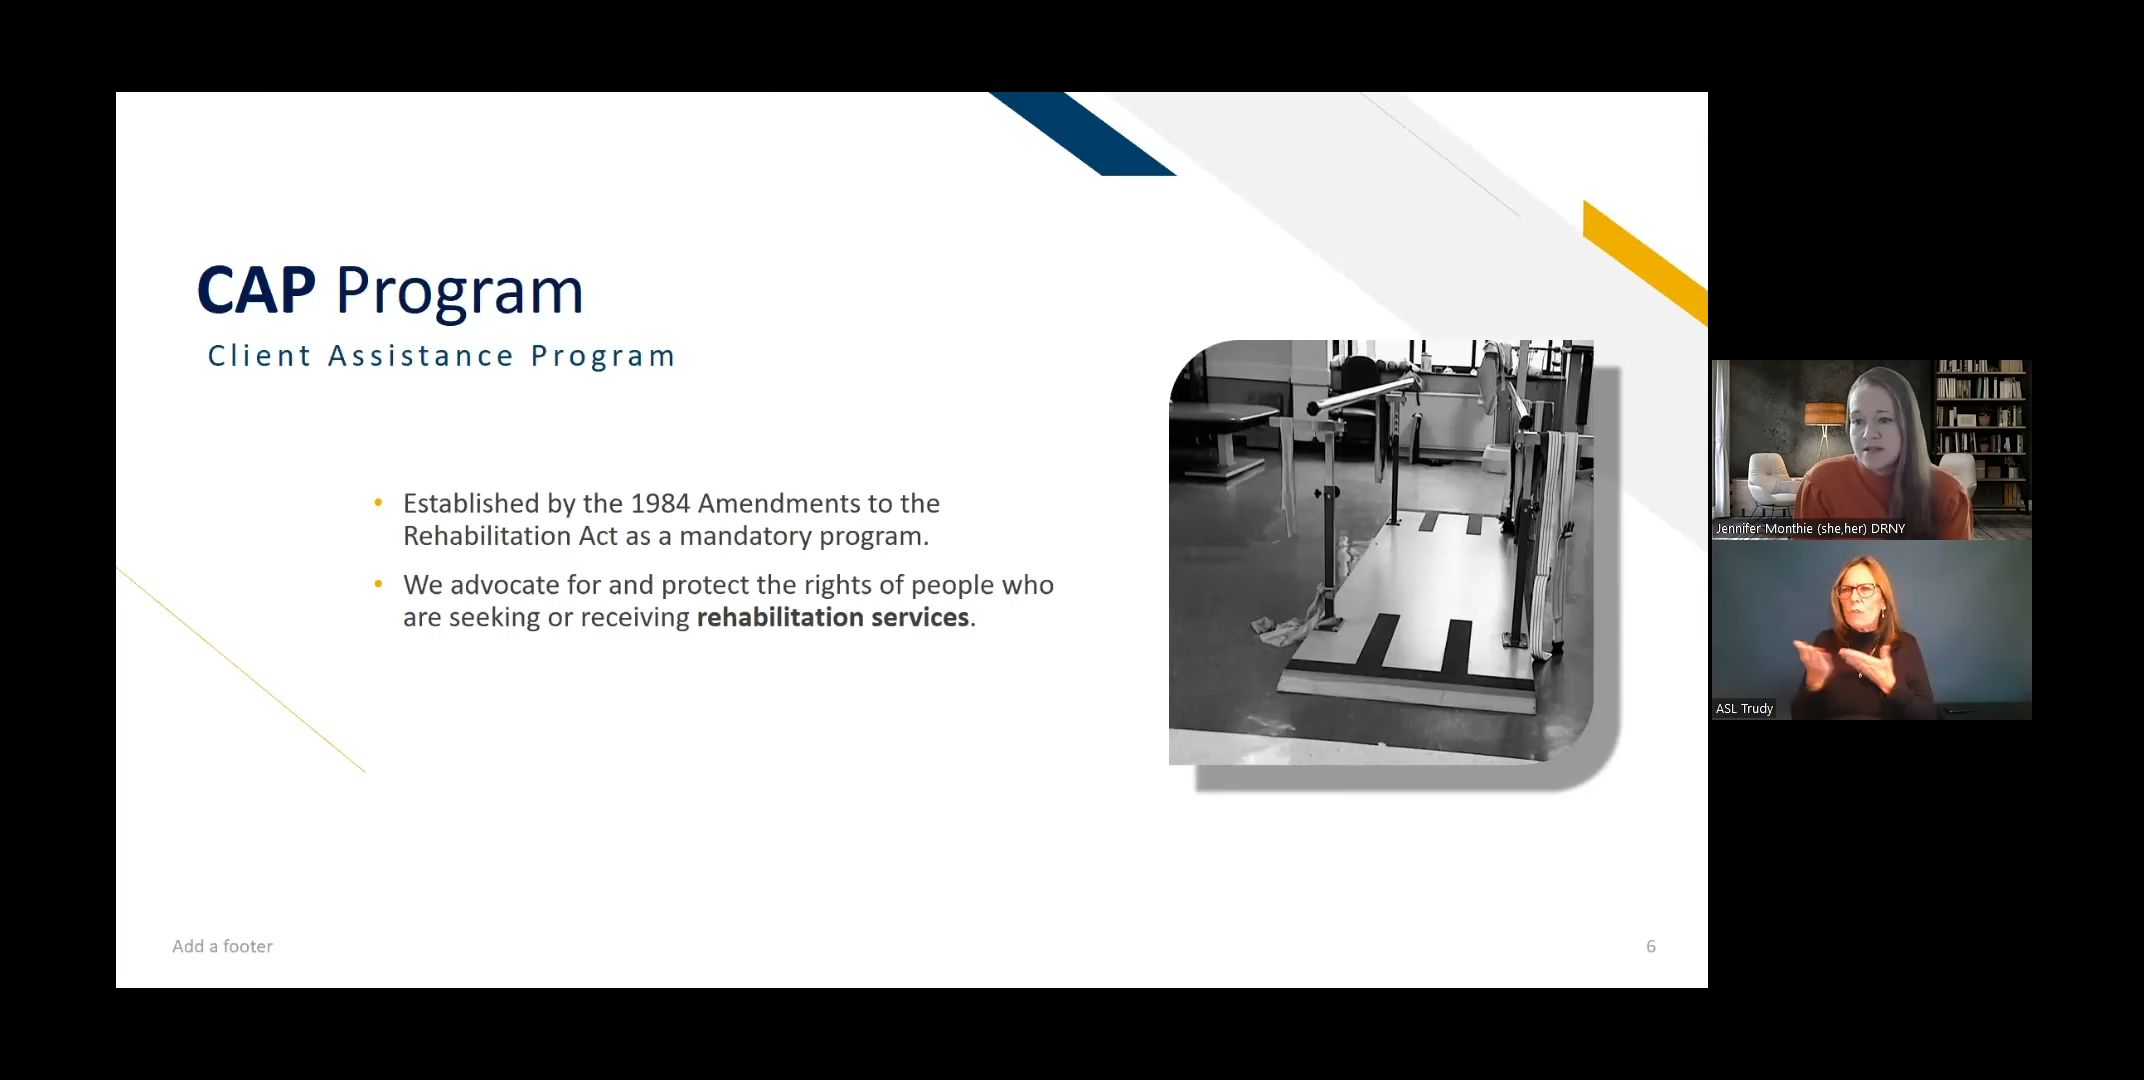 CAP Program
Client Assistance Program
• Established by the 1984 Amendments to the
Rehabilitation Act as a mandatory program.
• We advocate for and protect the rights of people who
are seeking or receiving rehabilitation services.
Add a footer
6
Jennifer Monthie (she,her) DRNY
ASL Trudy